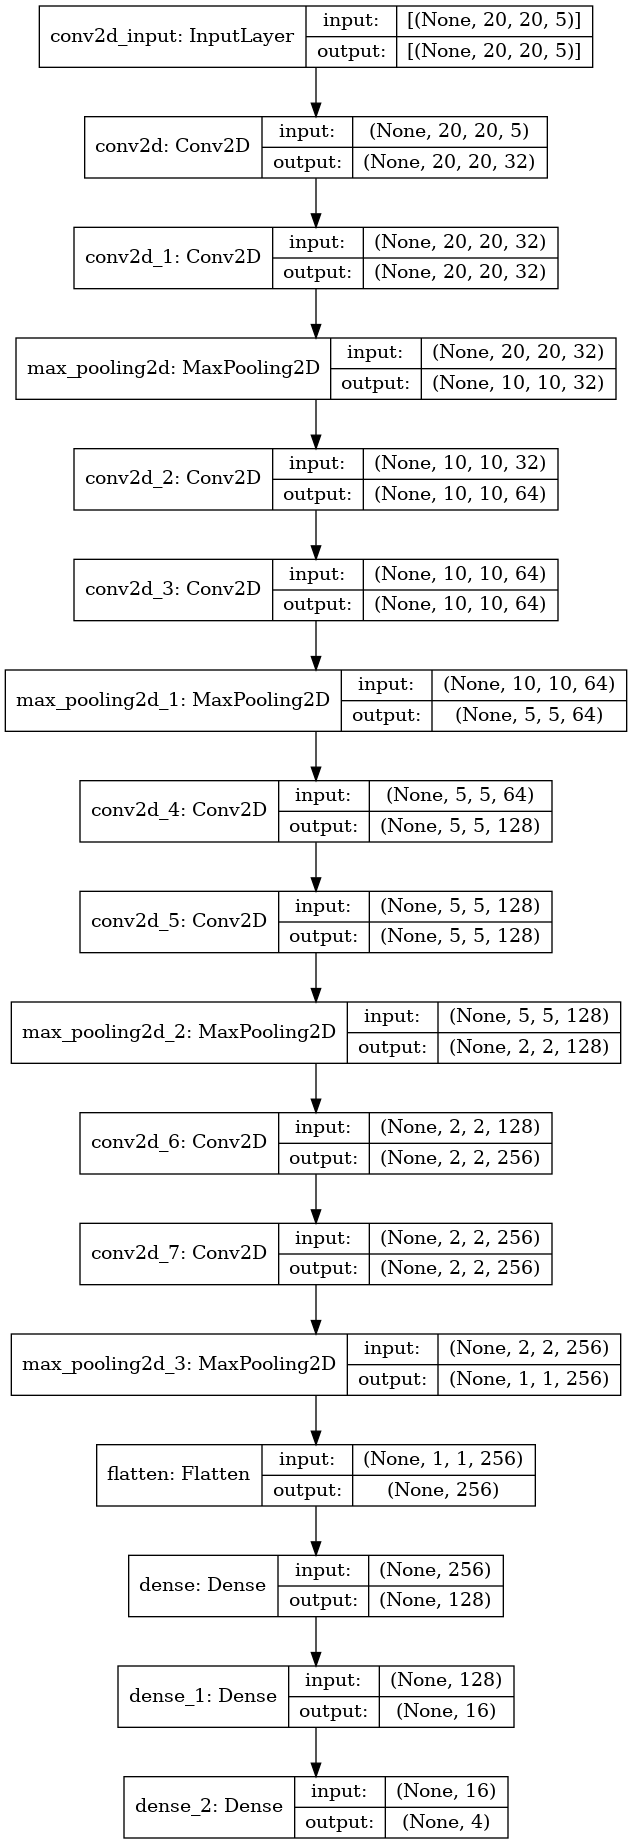 conv2d_input: InputLayer
input: [(None, 20, 20, 5)]
output: [(None, 20, 20, 5)]
conv2d: Conv2D
input: (None, 20, 20, 5)
output: (None, 20, 20, 32)
conv2d_1: Conv2D
input: (None, 20, 20, 32)
output: (None, 20, 20, 32)
max_pooling2d: MaxPooling2D
input: (None, 20, 20, 32)
output: (None, 10, 10, 32)
conv2d_2: Conv2D
input: (None, 10, 10, 32)
output: (None, 10, 10, 64)
conv2d_3: Conv2D
input: (None, 10, 10, 64)
output: (None, 10, 10, 64)
max_pooling2d_1: MaxPooling2D
input: (None, 10, 10, 64)
output: (None, 5, 5, 64)
conv2d_4: Conv2D
input: (None, 5, 5, 64)
output: (None, 5, 5, 128)
conv2d_5: Conv2D
input: (None, 5, 5, 128)
output: (None, 5, 5, 128)
max_pooling2d_2: MaxPooling2D
input: (None, 5, 5, 128)
output: (None, 2, 2, 128)
conv2d_6: Conv2D
input: (None, 2, 2, 128)
output: (None, 2, 2, 256)
conv2d_7: Conv2D
input: (None, 2, 2, 256)
output: (None, 2, 2, 256)
max_pooling2d_3: MaxPooling2D
input: (None, 2, 2, 256)
output: (None, 1, 1, 256)
flatten: Flatten
input: (None, 1, 1, 256)
output: (None, 256)
dense: Dense
input: (None, 256)
output: (None, 128)
dense_1: Dense
input: (None, 128)
output: (None, 16)
dense_2: Dense
input: (None, 16)
output: (None, 4)